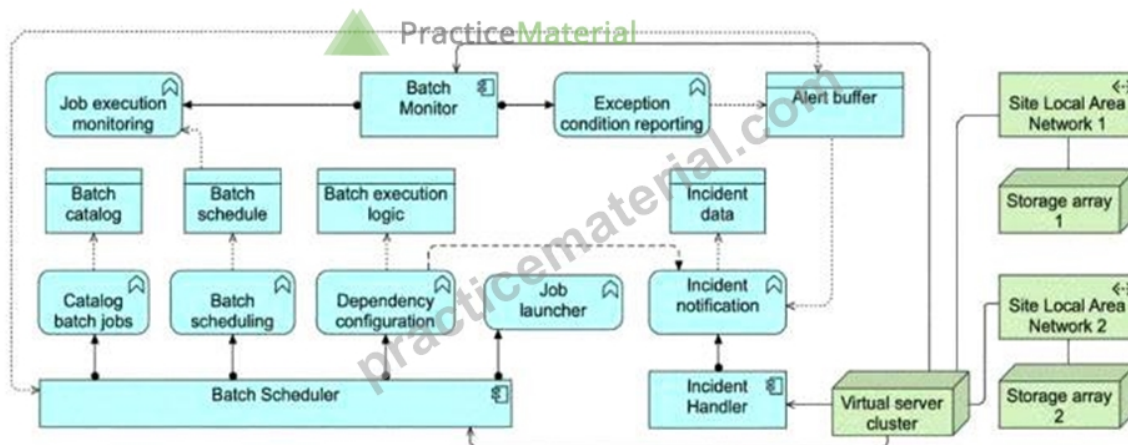 PracticeMaterial
Job execution
monitoring
Batch
Monitor
Exception
condition reporting
Alert buffer
Site Local Area
Network 1
Batch
catalog
Batch
schedule
Batch execution
logic
Incident
data
Storage array
1
Catalog
batch jobs
Batch
scheduling
Dependency
configuration
Job
launcher
Incident
notification
Site Local Area
Network 2
Batch Scheduler
Incident
Handler
Virtual server
cluster
Storage array
2
practicematerial.com